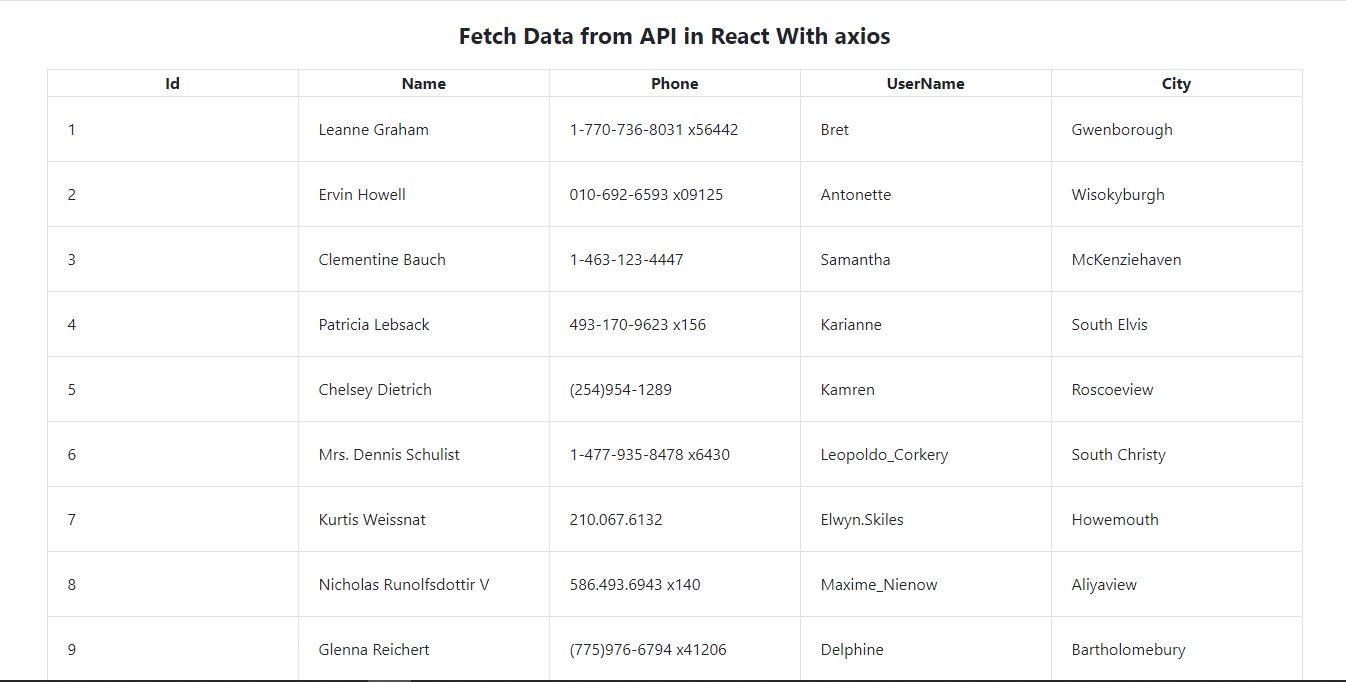 Fetch Data from API in React With axios
Id Name Phone UserName City
1 Leanne Graham 1-770-736-8031 x56442 Bret Gwenborough
2 Ervin Howell 010-692-6593 x09125 Antonette Wisokyburgh
3 Clementine Bauch 1-463-123-4447 Samantha McKenziehaven
4 Patricia Lebsack 493-170-9623 x156 Karianne South Elvis
5 Chelsey Dietrich (254)954-1289 Kamren Roscoeview
6 Mrs. Dennis Schulist 1-477-935-8478 x6430 Leopoldo_Corkery South Christy
7 Kurtis Weissnat 210.067.6132 Elwyn.Skiles Howemouth
8 Nicholas Runolfsdottir V 586.493.6943 x140 Maxime_Nienow Aliyaview
9 Glenna Reichert (775)976-6794 x41206 Delphine Bartholomebury